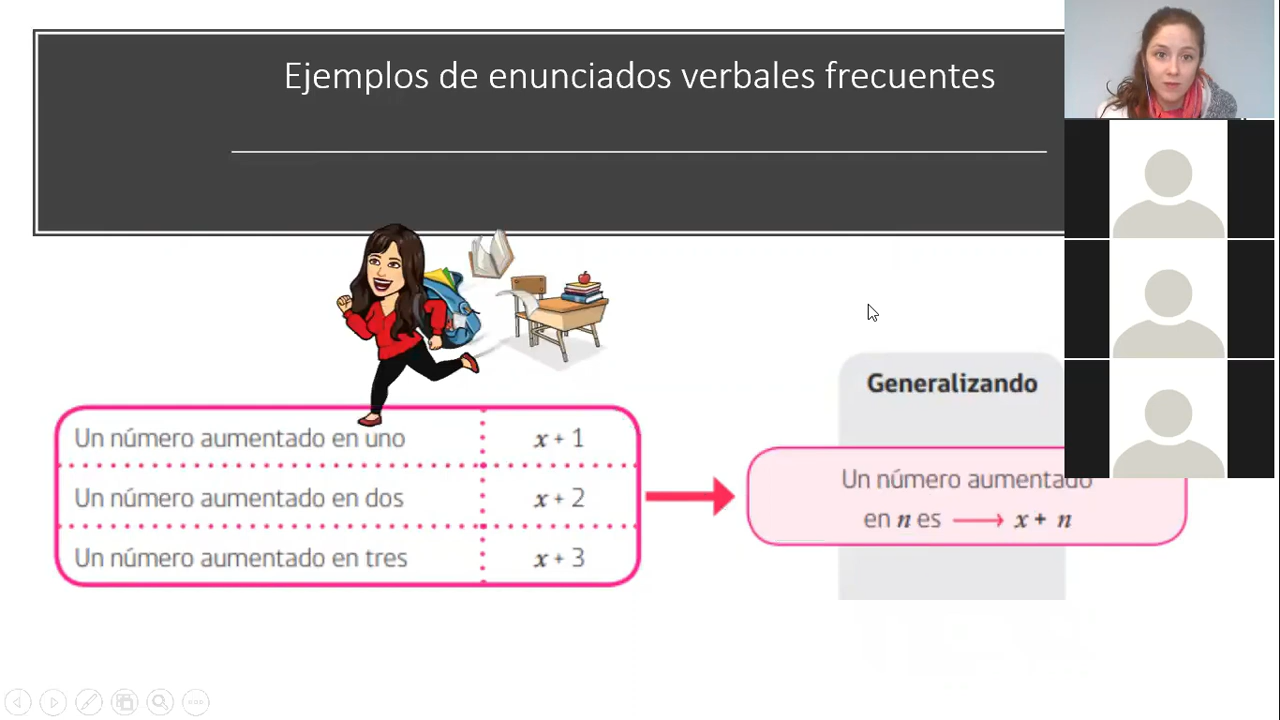 Ejemplos de enunciados verbales frecuentes
Un número aumentado en uno x + 1
Un número aumentado en dos x + 2
Un número aumentado en tres x + 3
Generalizando
Un número aumentado
en n es ⟶ x + n